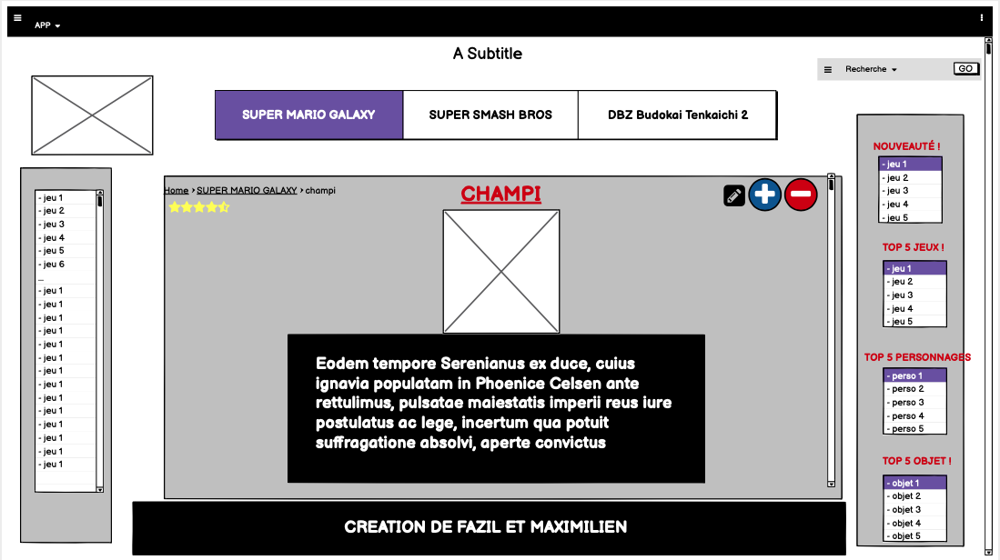 APP
A Subtitle
Recherche
GO
SUPER MARIO GALAXY
SUPER SMASH BROS
DBZ Budokai Tenkaichi 2
- jeu 1
- jeu 2
- jeu 3
- jeu 4
- jeu 5
- jeu 6
...
- jeu 1
- jeu 1
- jeu 1
- jeu 1
- jeu 1
- jeu 1
- jeu 1
- jeu 1
- jeu 1
- jeu 1
- jeu 1
- jeu 1
- jeu 1
- jeu 1
Home › SUPER MARIO GALAXY › champi
CHAMPI
Eodem tempore Serenianus ex duce, cuius
ignavia populatam in Phoenice Celsen ante
rettulimus, pulsatae maiestatis imperii reus iure
postulatus ac lege, incertum qua potuit
suffragatione absolvi, aperte convictus
NOUVEAUTÉ !
- jeu 1
- jeu 2
- jeu 3
- jeu 4
- jeu 5
TOP 5 JEUX !
- jeu 1
- jeu 2
- jeu 3
- jeu 4
- jeu 5
TOP 5 PERSONNAGES
- perso 1
- perso 2
- perso 3
- perso 4
- perso 5
TOP 5 OBJET !
- objet 1
- objet 2
- objet 3
- objet 4
- objet 5
CREATION DE FAZIL ET MAXIMILIEN